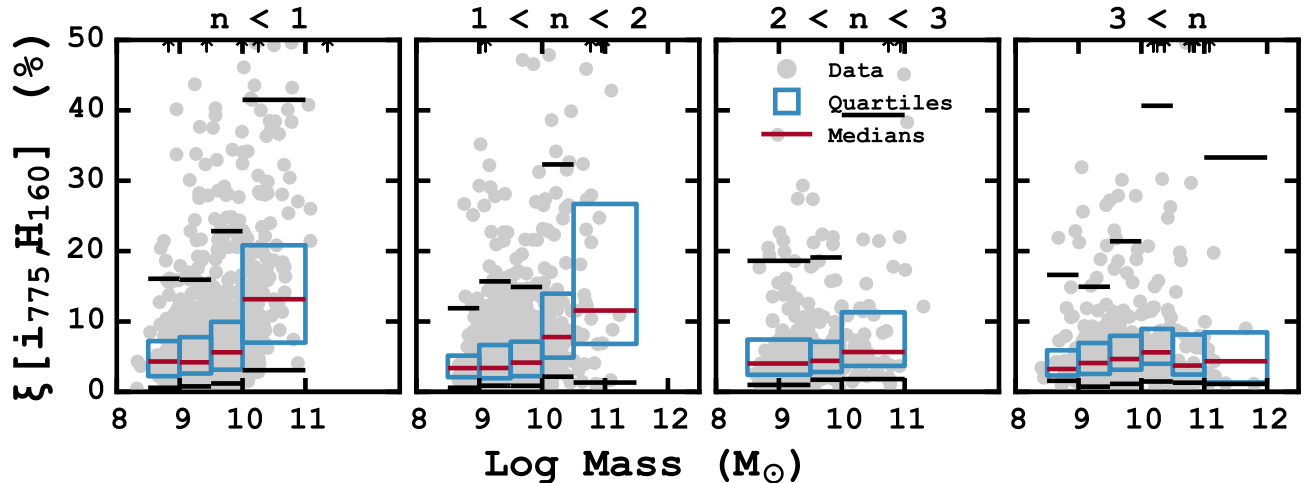 n < 1
1 < n < 2
2 < n < 3
3 < n
ξ [i775,H160] (%)
50
40
30
20
10
0
Data
Quartiles
Medians
8 9 10 11
8 9 10 11 12
8 9 10 11 12
8 9 10 11 12
Log Mass (M⊙)